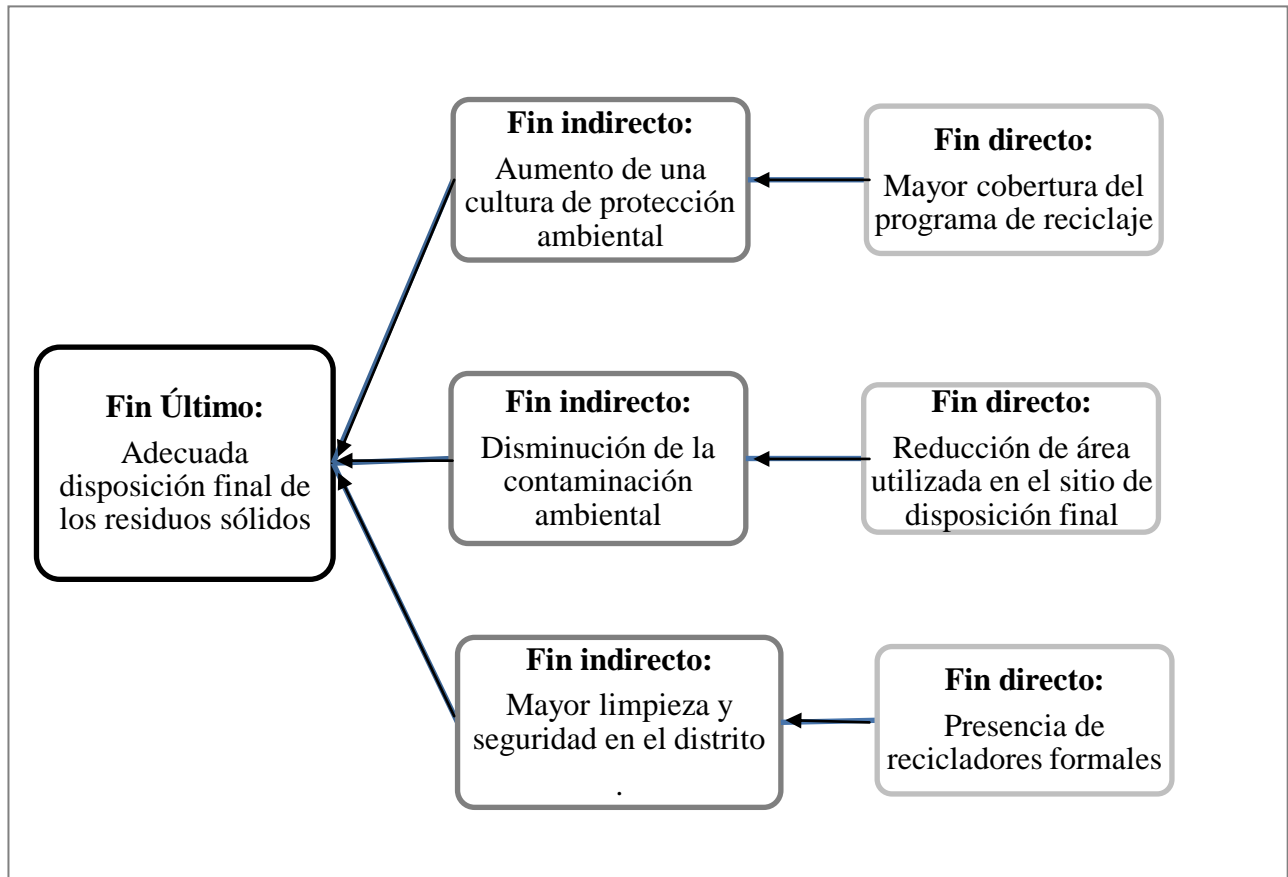 Fin Último:
Adecuada
disposición final de
los residuos sólidos
Fin indirecto:
Aumento de una
cultura de protección
ambiental
Fin directo:
Mayor cobertura del
programa de reciclaje
Fin indirecto:
Disminución de la
contaminación
ambiental
Fin directo:
Reducción de área
utilizada en el sitio de
disposición final
Fin indirecto:
Mayor limpieza y
seguridad en el distrito
.
Fin directo:
Presencia de
recicladores formales